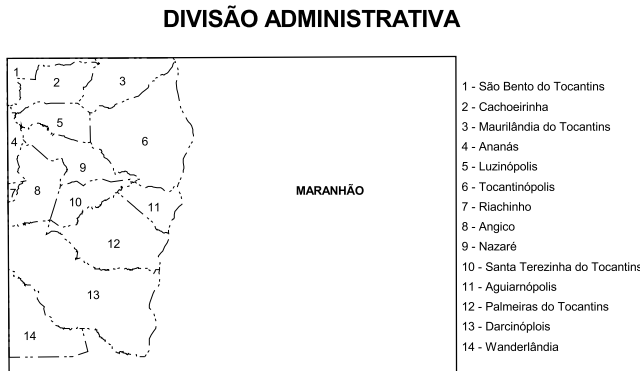 DIVISÃO ADMINISTRATIVA
1
2
3
4
5
6
7
8
9
10
11
12
13
14
MARANHÃO
1 - São Bento do Tocantins
2 - Cachoeirinha
3 - Maurilândia do Tocantins
4 - Ananás
5 - Luzinópolis
6 - Tocantinópolis
7 - Riachinho
8 - Angico
9 - Nazaré
10 - Santa Terezinha do Tocantins
11 - Aguiarnópolis
12 - Palmeiras do Tocantins
13 - Darcinóplois
14 - Wanderlândia